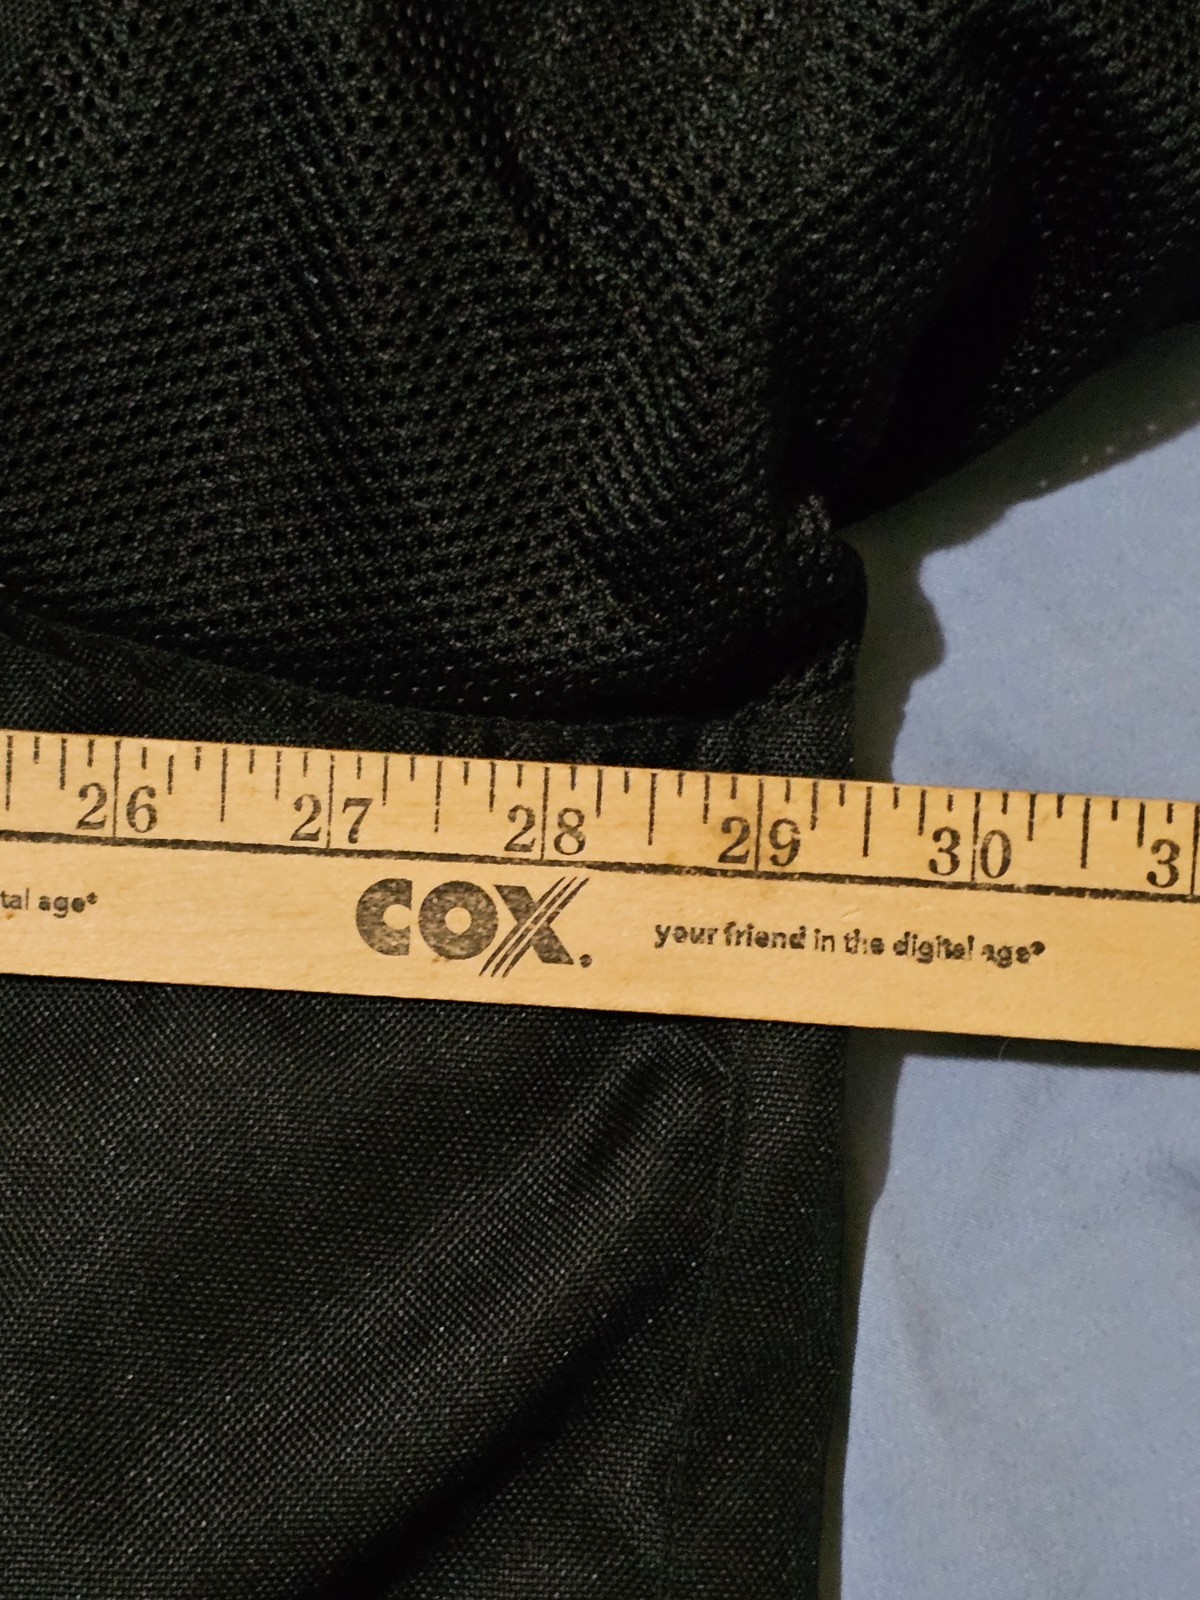 26 27 28 29 30 3
tal age*
COX.
your friend in the digital age®